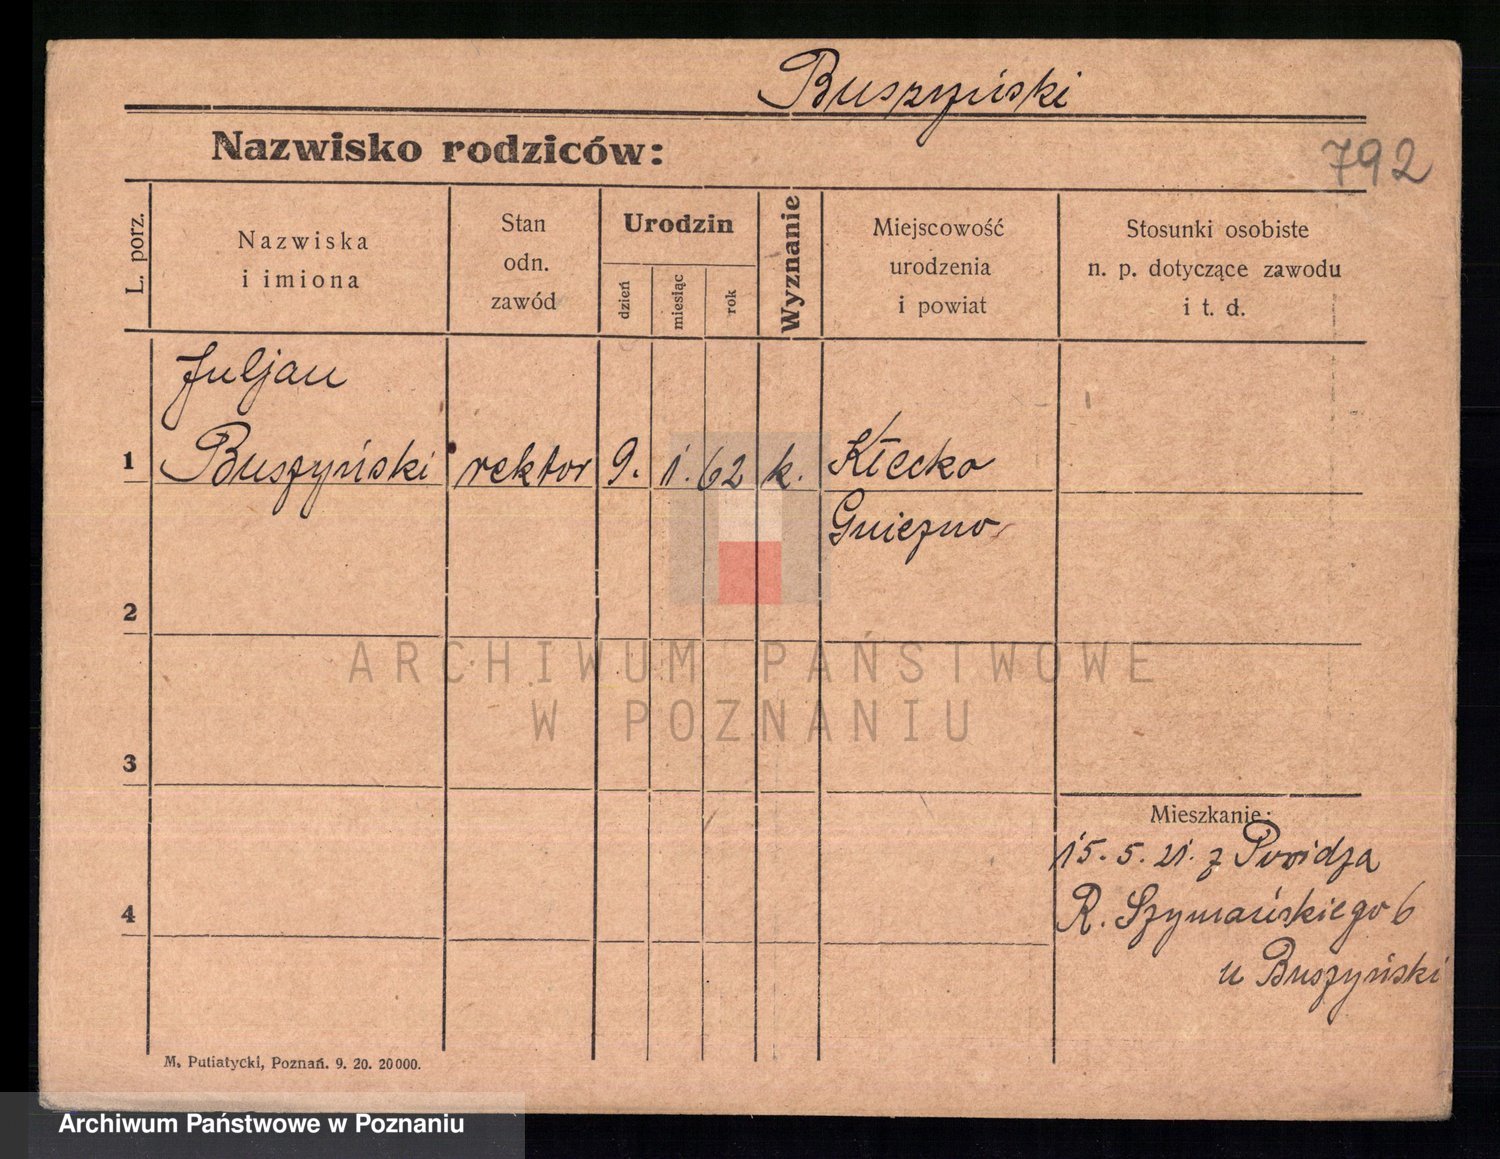 Buszyński
Nazwisko rodziców:
792
L. porz.
Nazwiska
i imiona
Stan
odn.
zawód
Urodzin
dzień
miesiąc
rok
Wyznanie
Miejscowość
urodzenia
i powiat
Stosunki osobiste
n. p. dotyczące zawodu
i t. d.
Juljan
1 Buszyński rektor 9. 1. 62 k. Kłecko
Gniezno
2
ARCHIWUM PAŃSTWOWE
W POZNANIU
3
Mieszkanie:
15. 5. 21. z Powidza
4 R. Szymańskiego 6
u Buszyński
M. Putiatycki, Poznań. 9. 20. 20000.
Archiwum Państwowe w Poznaniu